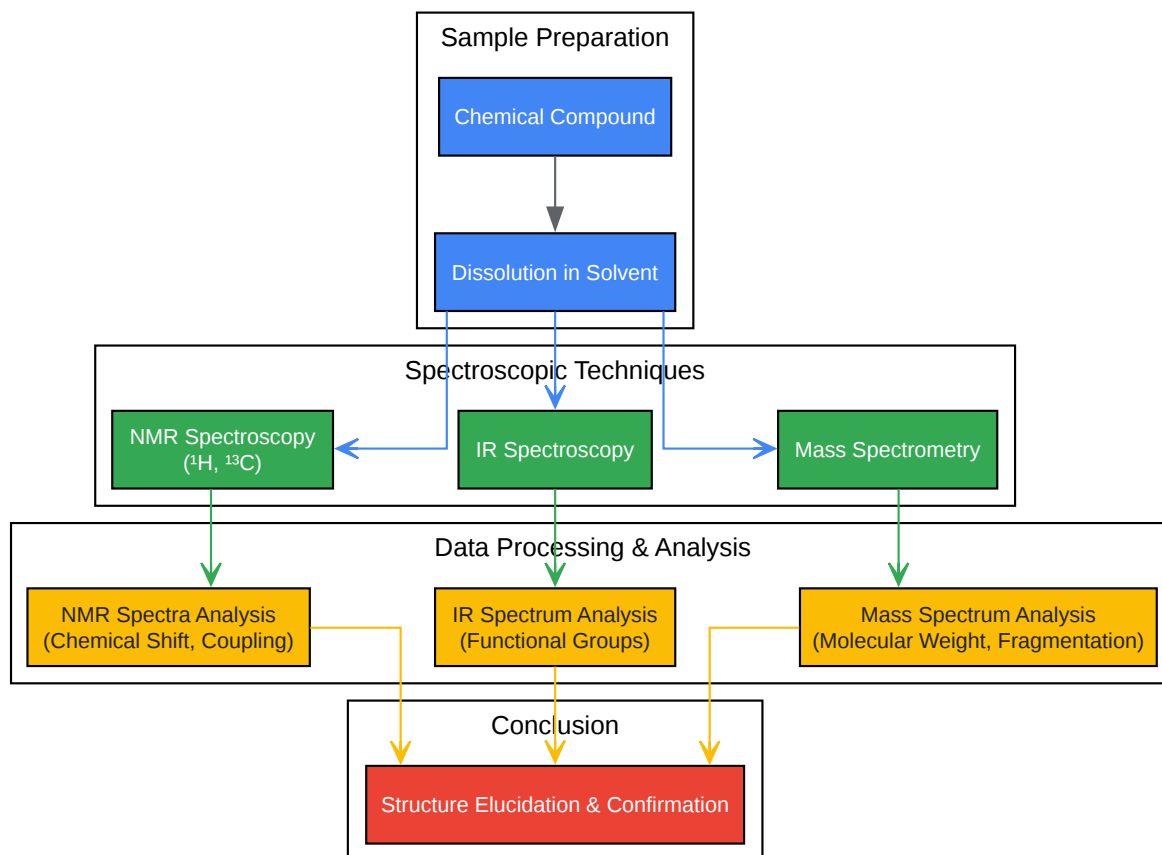 Sample Preparation
Chemical Compound
Dissolution in Solvent
Spectroscopic Techniques
NMR Spectroscopy
(¹H, ¹³C)
IR Spectroscopy
Mass Spectrometry
Data Processing & Analysis
NMR Spectra Analysis
(Chemical Shift, Coupling)
IR Spectrum Analysis
(Functional Groups)
Mass Spectrum Analysis
(Molecular Weight, Fragmentation)
Conclusion
Structure Elucidation & Confirmation